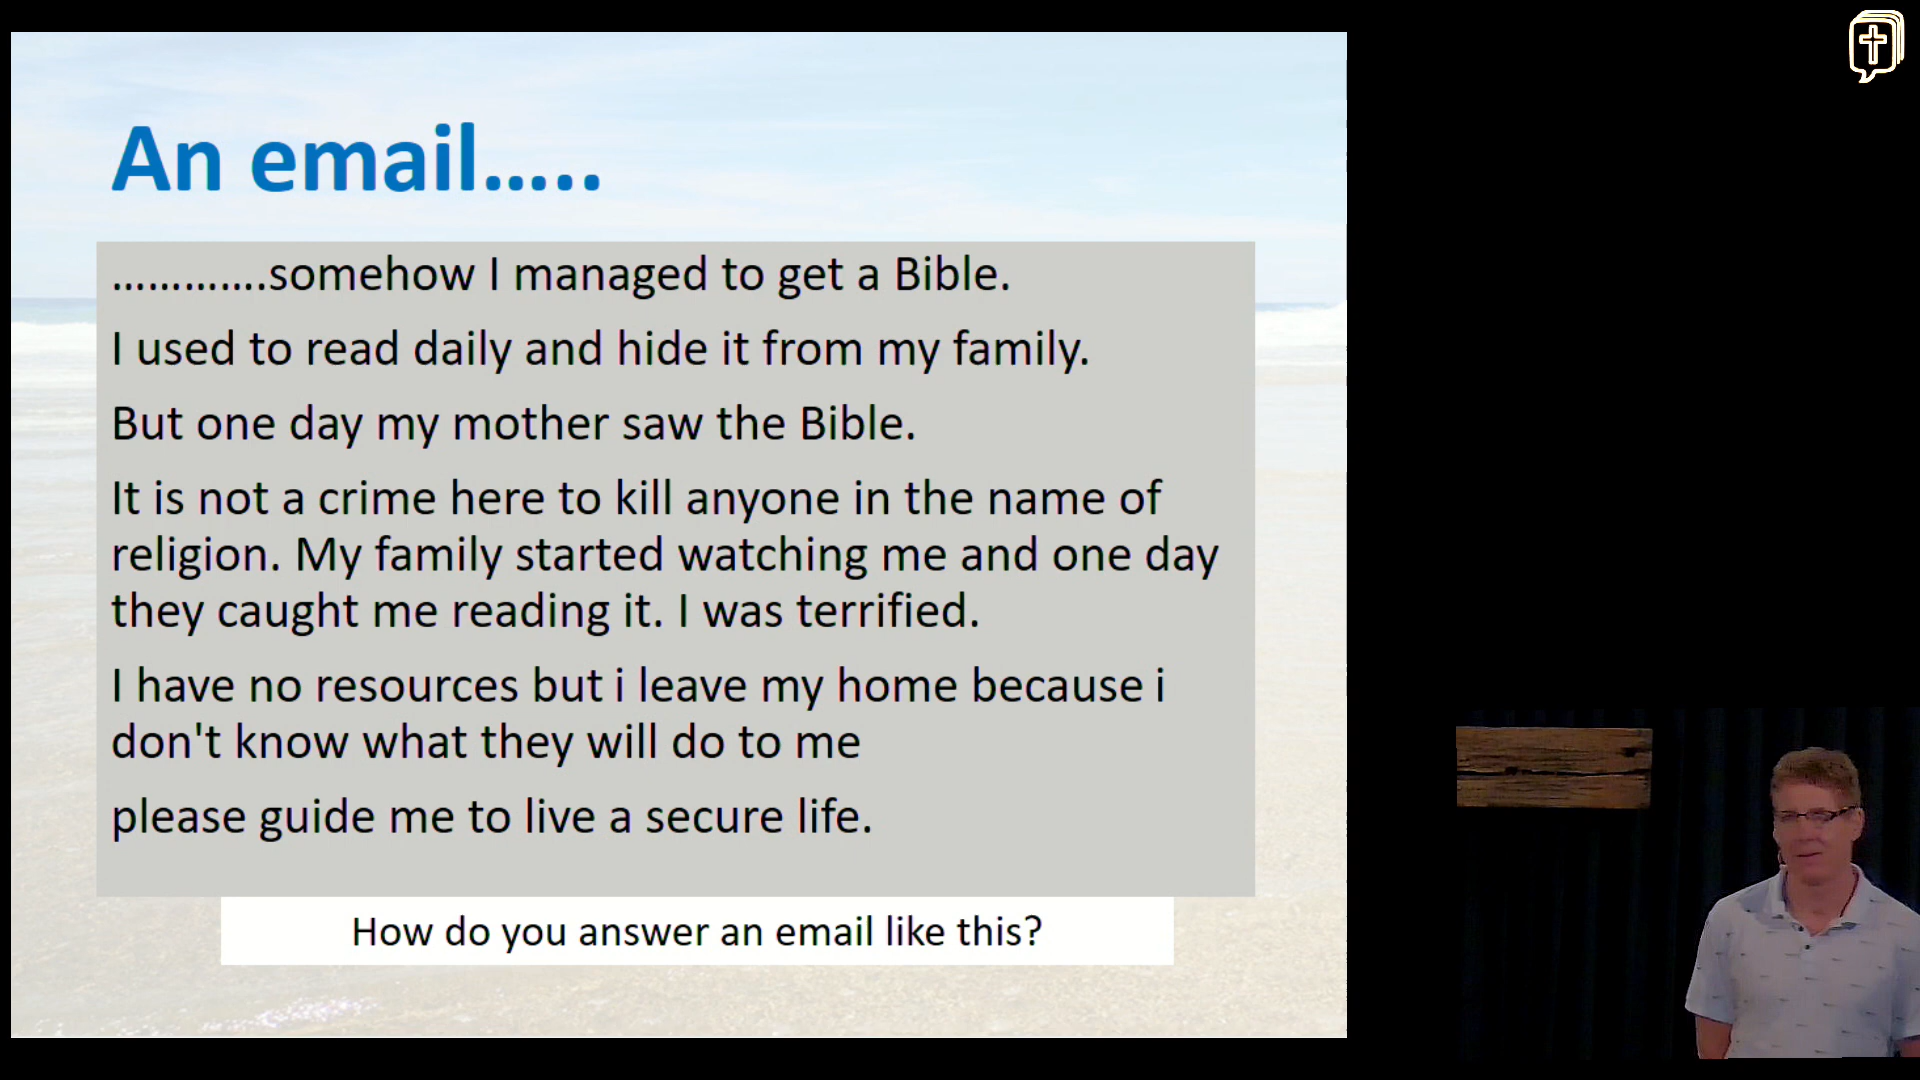 An email.....
..............somehow I managed to get a Bible.
I used to read daily and hide it from my family.
But one day my mother saw the Bible.
It is not a crime here to kill anyone in the name of
religion. My family started watching me and one day
they caught me reading it. I was terrified.
I have no resources but i leave my home because i
don't know what they will do to me
please guide me to live a secure life.
How do you answer an email like this?